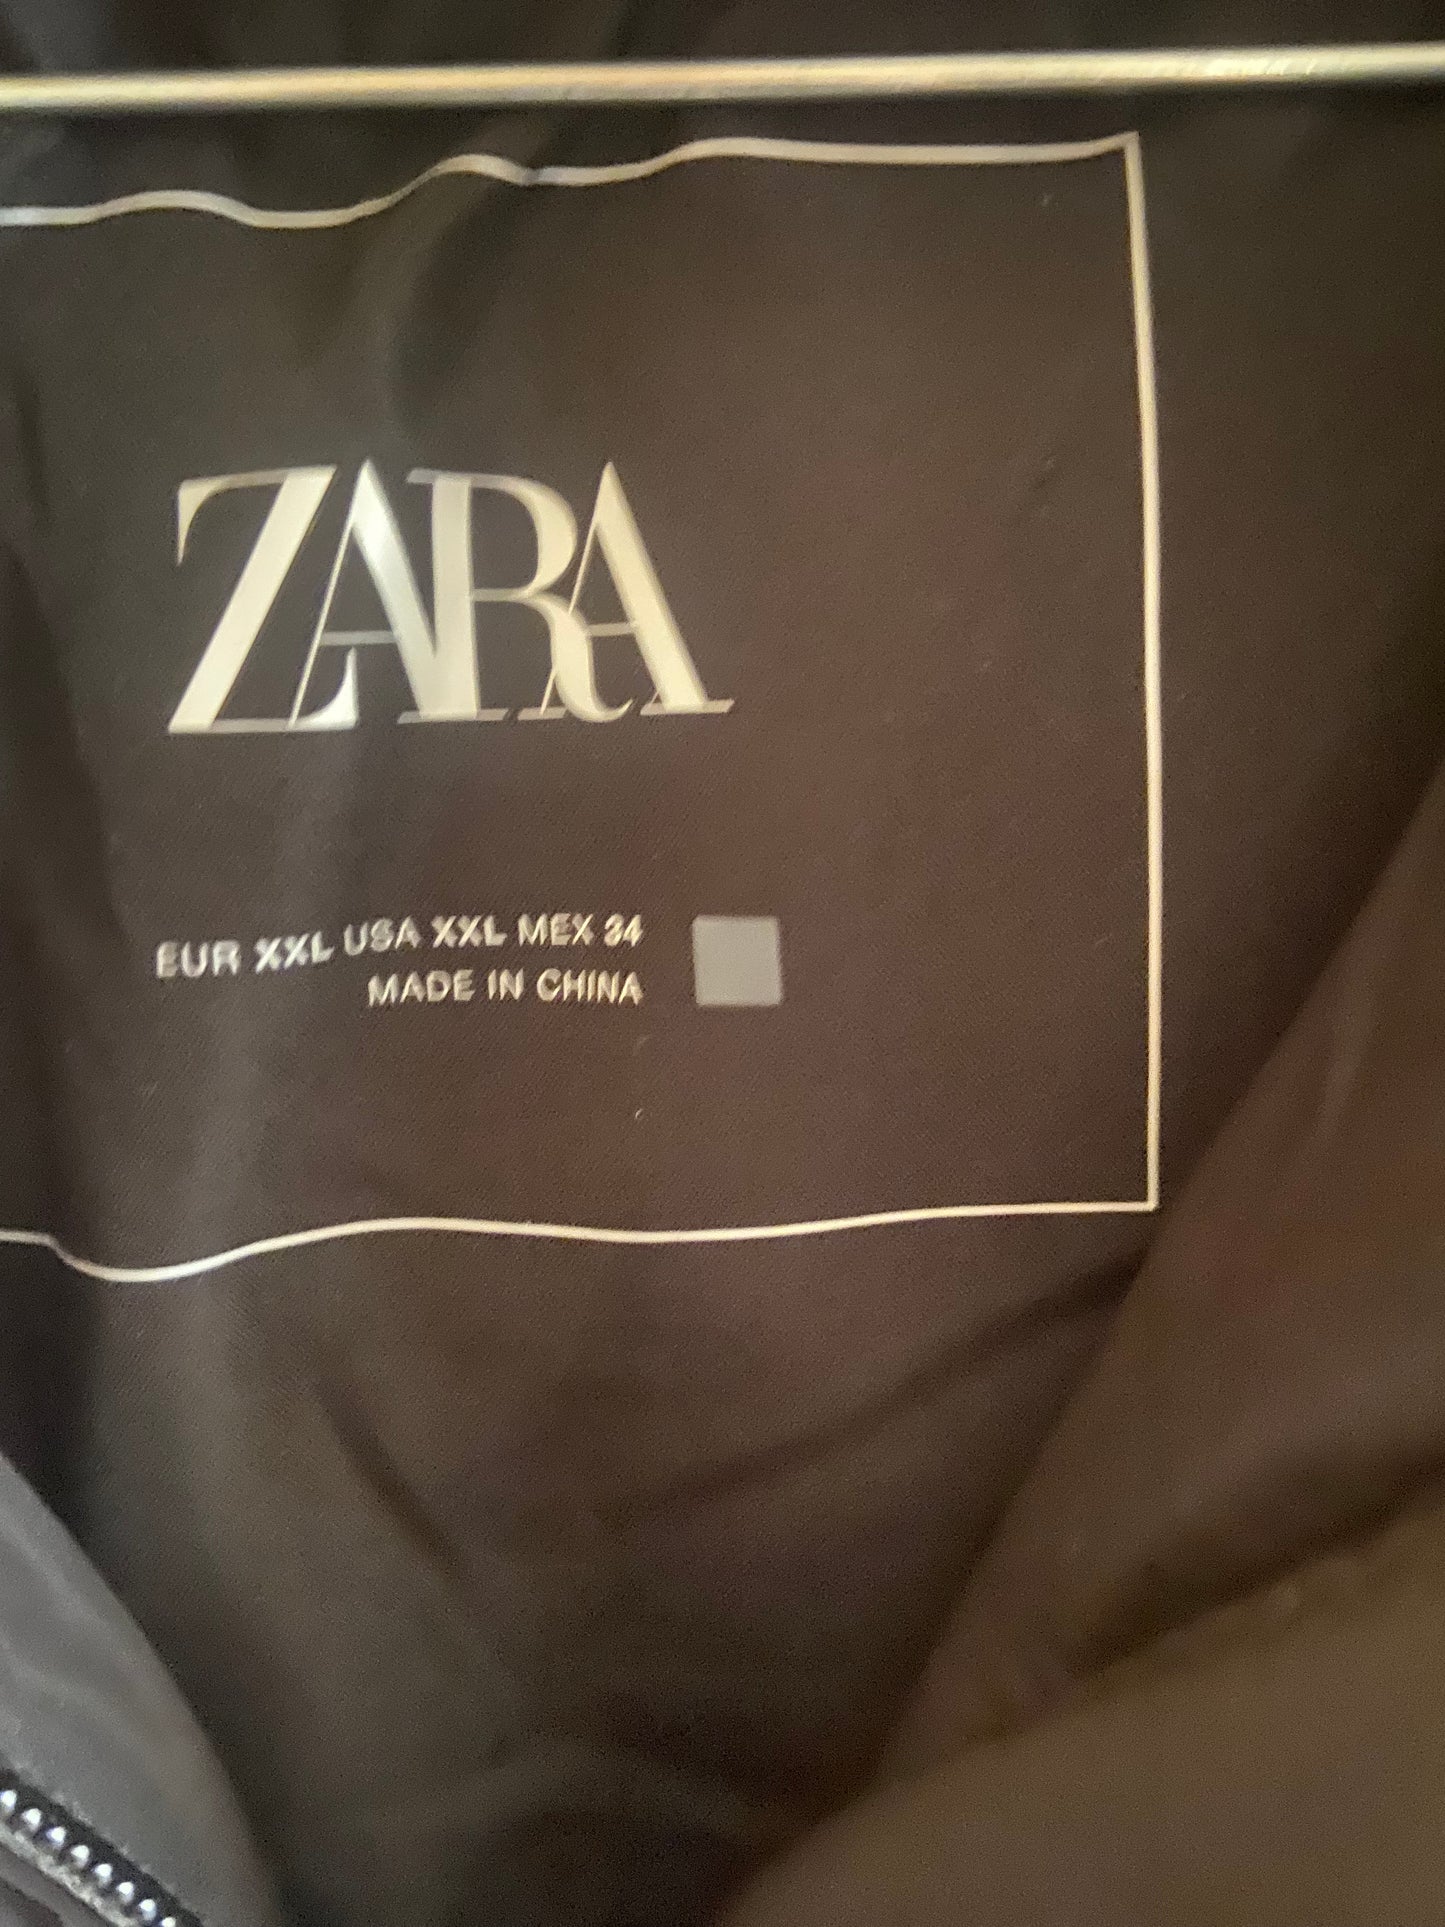 ZARA
EUR XXL USA XXL MEX 34
MADE IN CHINA